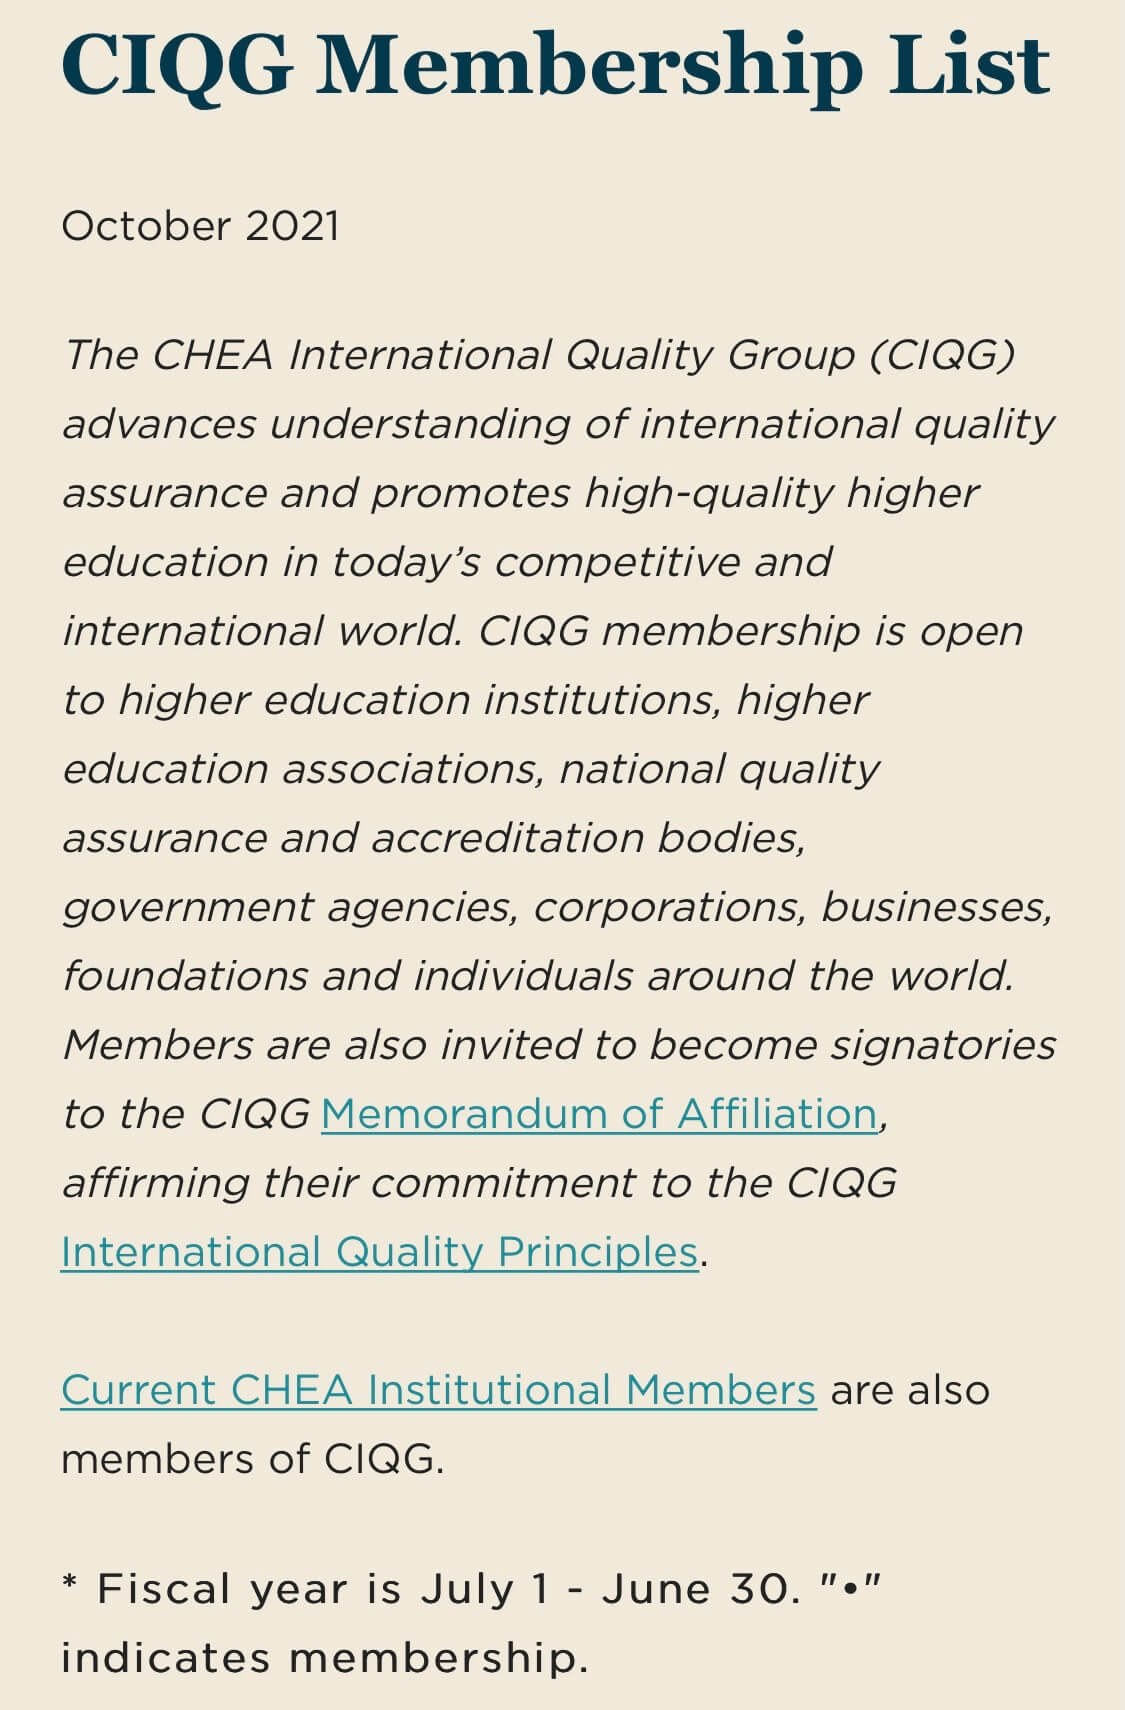 CIQG Membership List
October 2021
The CHEA International Quality Group (CIQG)
advances understanding of international quality
assurance and promotes high-quality higher
education in today’s competitive and
international world. CIQG membership is open
to higher education institutions, higher
education associations, national quality
assurance and accreditation bodies,
government agencies, corporations, businesses,
foundations and individuals around the world.
Members are also invited to become signatories
to the CIQG Memorandum of Affiliation,
affirming their commitment to the CIQG
International Quality Principles.
Current CHEA Institutional Members are also
members of CIQG.
* Fiscal year is July 1 - June 30. "•"
indicates membership.